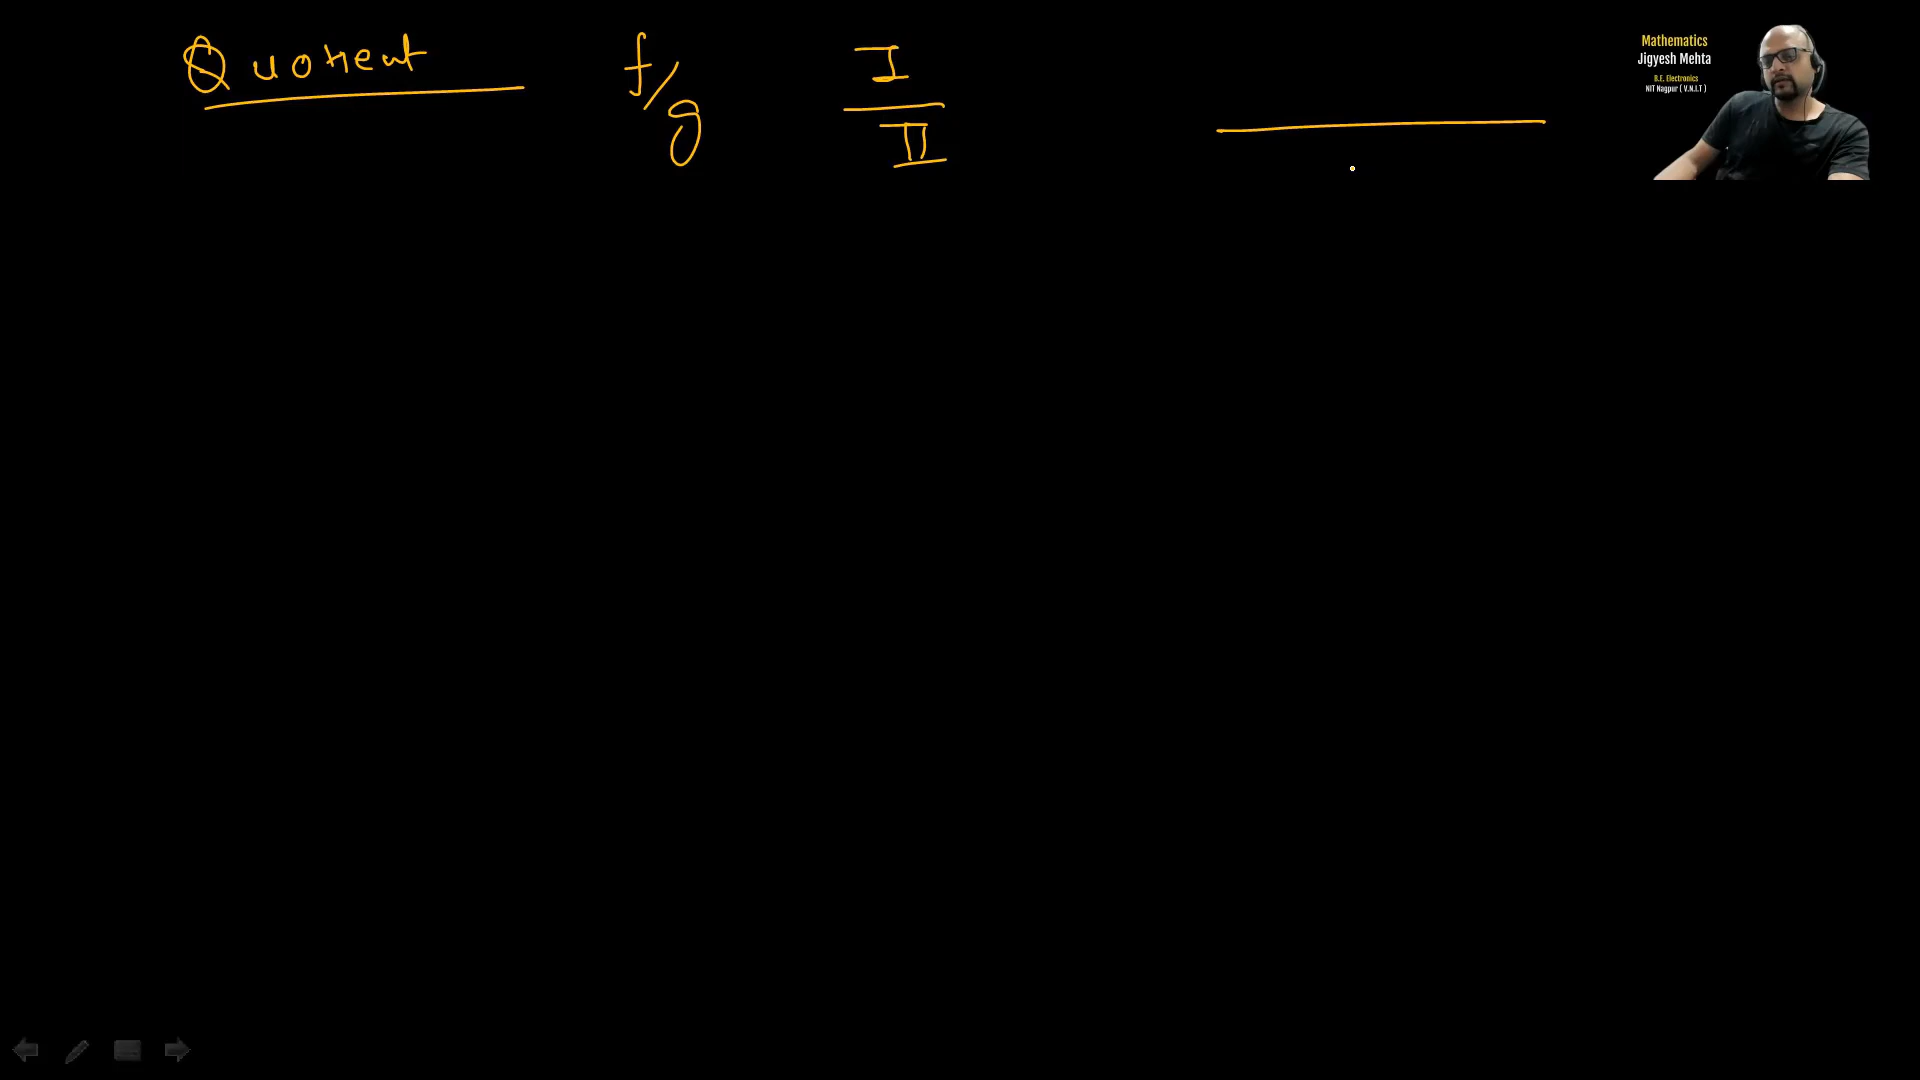 Quotient
f/g
I
II
Mathematics
Jigyesh Mehta
B.E. Electronics
NIT Nagpur ( V.N.I.T )